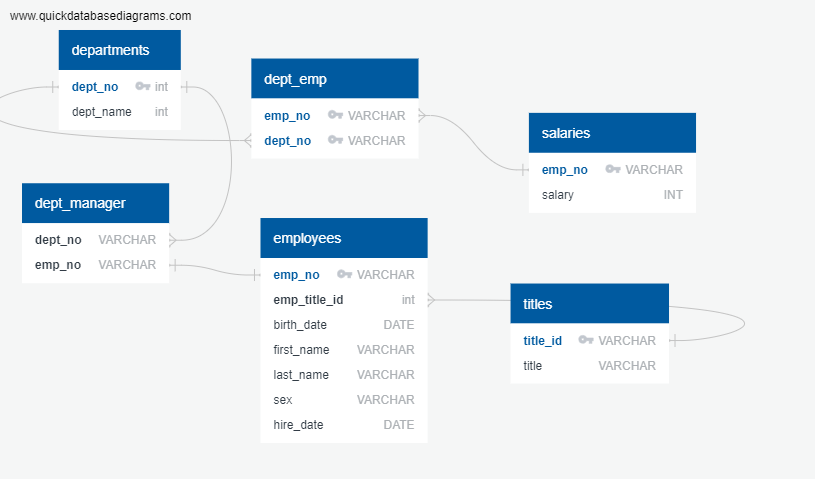 www.quickdatabasediagrams.com
departments
dept_no int
dept_name int
dept_emp
emp_no VARCHAR
dept_no VARCHAR
salaries
emp_no VARCHAR
salary INT
dept_manager
dept_no VARCHAR
emp_no VARCHAR
employees
emp_no VARCHAR
emp_title_id int
birth_date DATE
first_name VARCHAR
last_name VARCHAR
sex VARCHAR
hire_date DATE
titles
title_id VARCHAR
title VARCHAR